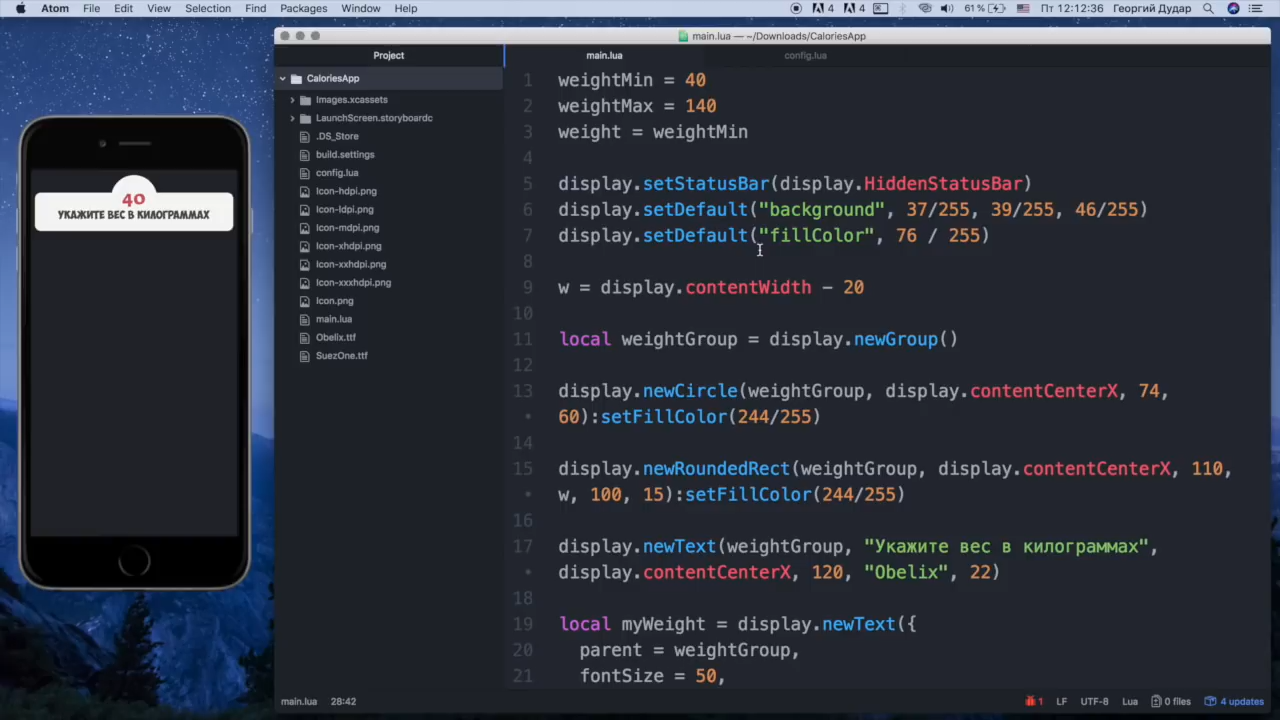 Atom File Edit View Selection Find Packages Window Help 4 4 61% Пт 12:12:36 Георгий Дудар
main.lua — ~/Downloads/CaloriesApp
Project main.lua config.lua
CaloriesApp
Images.xcassets
LaunchScreen.storyboardc
.DS_Store
build.settings
config.lua
Icon-hdpi.png
Icon-ldpi.png
Icon-mdpi.png
Icon-xhdpi.png
Icon-xxhdpi.png
Icon-xxxhdpi.png
Icon.png
main.lua
Obelix.ttf
SuezOne.ttf
40
УКАЖИТЕ ВЕС В КИЛОГРАММАХ
1 weightMin = 40
2 weightMax = 140
3 weight = weightMin
4
5 display.setStatusBar(display.HiddenStatusBar)
6 display.setDefault("background", 37/255, 39/255, 46/255)
7 display.setDefault("fillColor", 76 / 255)
8
9 w = display.contentWidth - 20
10
11 local weightGroup = display.newGroup()
12
13 display.newCircle(weightGroup, display.contentCenterX, 74,
• 60):setFillColor(244/255)
14
15 display.newRoundedRect(weightGroup, display.contentCenterX, 110,
• w, 100, 15):setFillColor(244/255)
16
17 display.newText(weightGroup, "Укажите вес в килограммах",
• display.contentCenterX, 120, "Obelix", 22)
18
19 local myWeight = display.newText({
20 parent = weightGroup,
21 fontSize = 50,
main.lua 28:42 1 LF UTF-8 Lua 0 files 4 updates